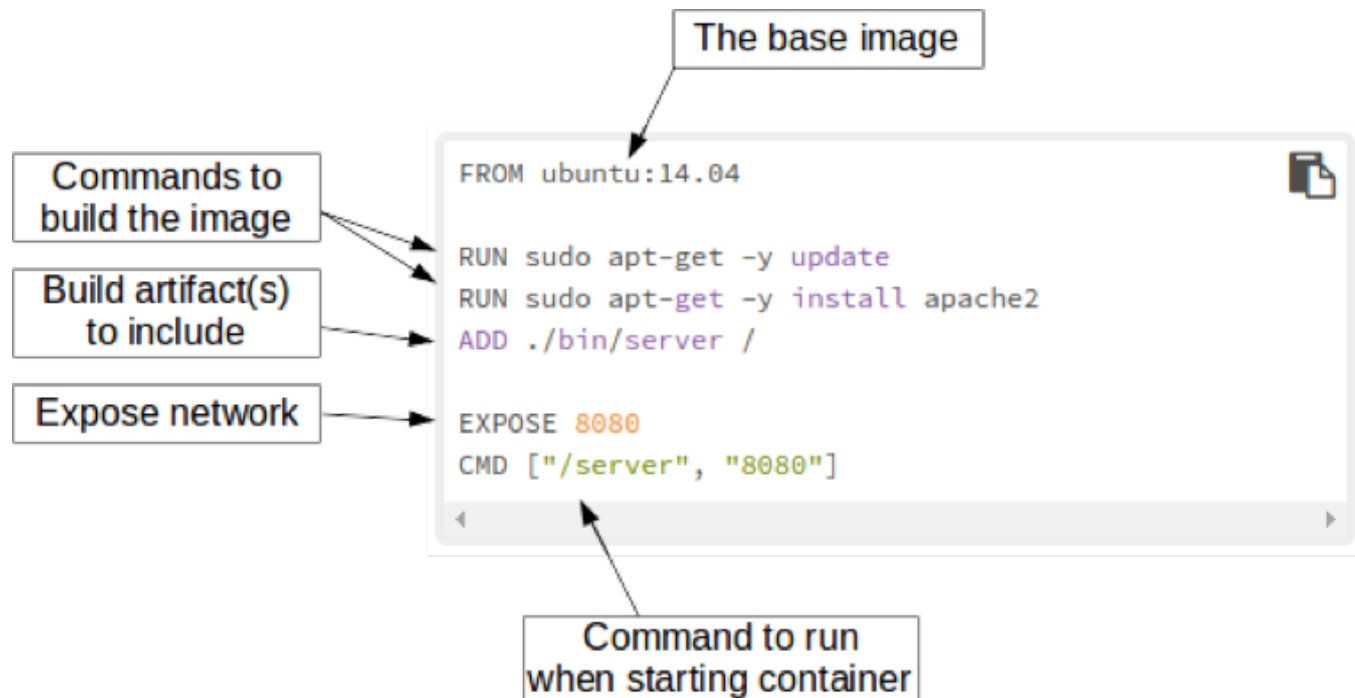 The base image
Commands to
build the image
Build artifact(s)
to include
Expose network
FROM ubuntu:14.04
RUN sudo apt-get -y update
RUN sudo apt-get -y install apache2
ADD ./bin/server /
EXPOSE 8080
CMD ["/server", "8080"]
Command to run
when starting container